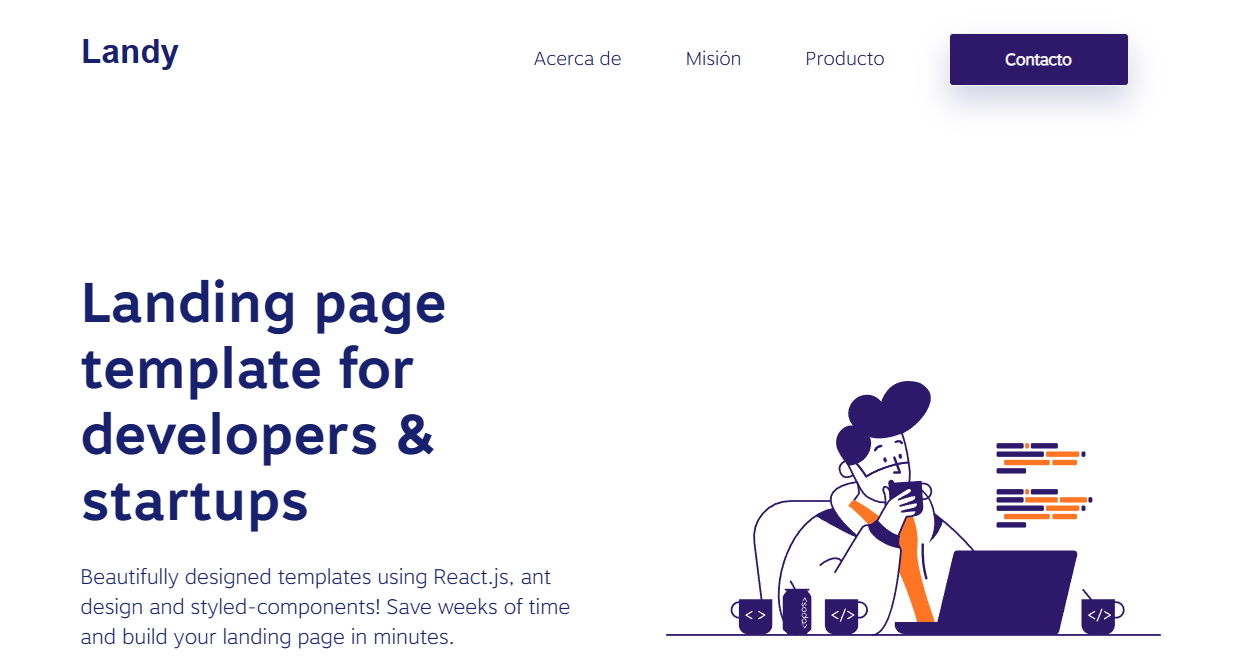 Landy
Acerca de
Misión
Producto
Contacto
Landing page
template for
developers &
startups
Beautifully designed templates using React.js, ant
design and styled-components! Save weeks of time
and build your landing page in minutes.
< >
</>
</>